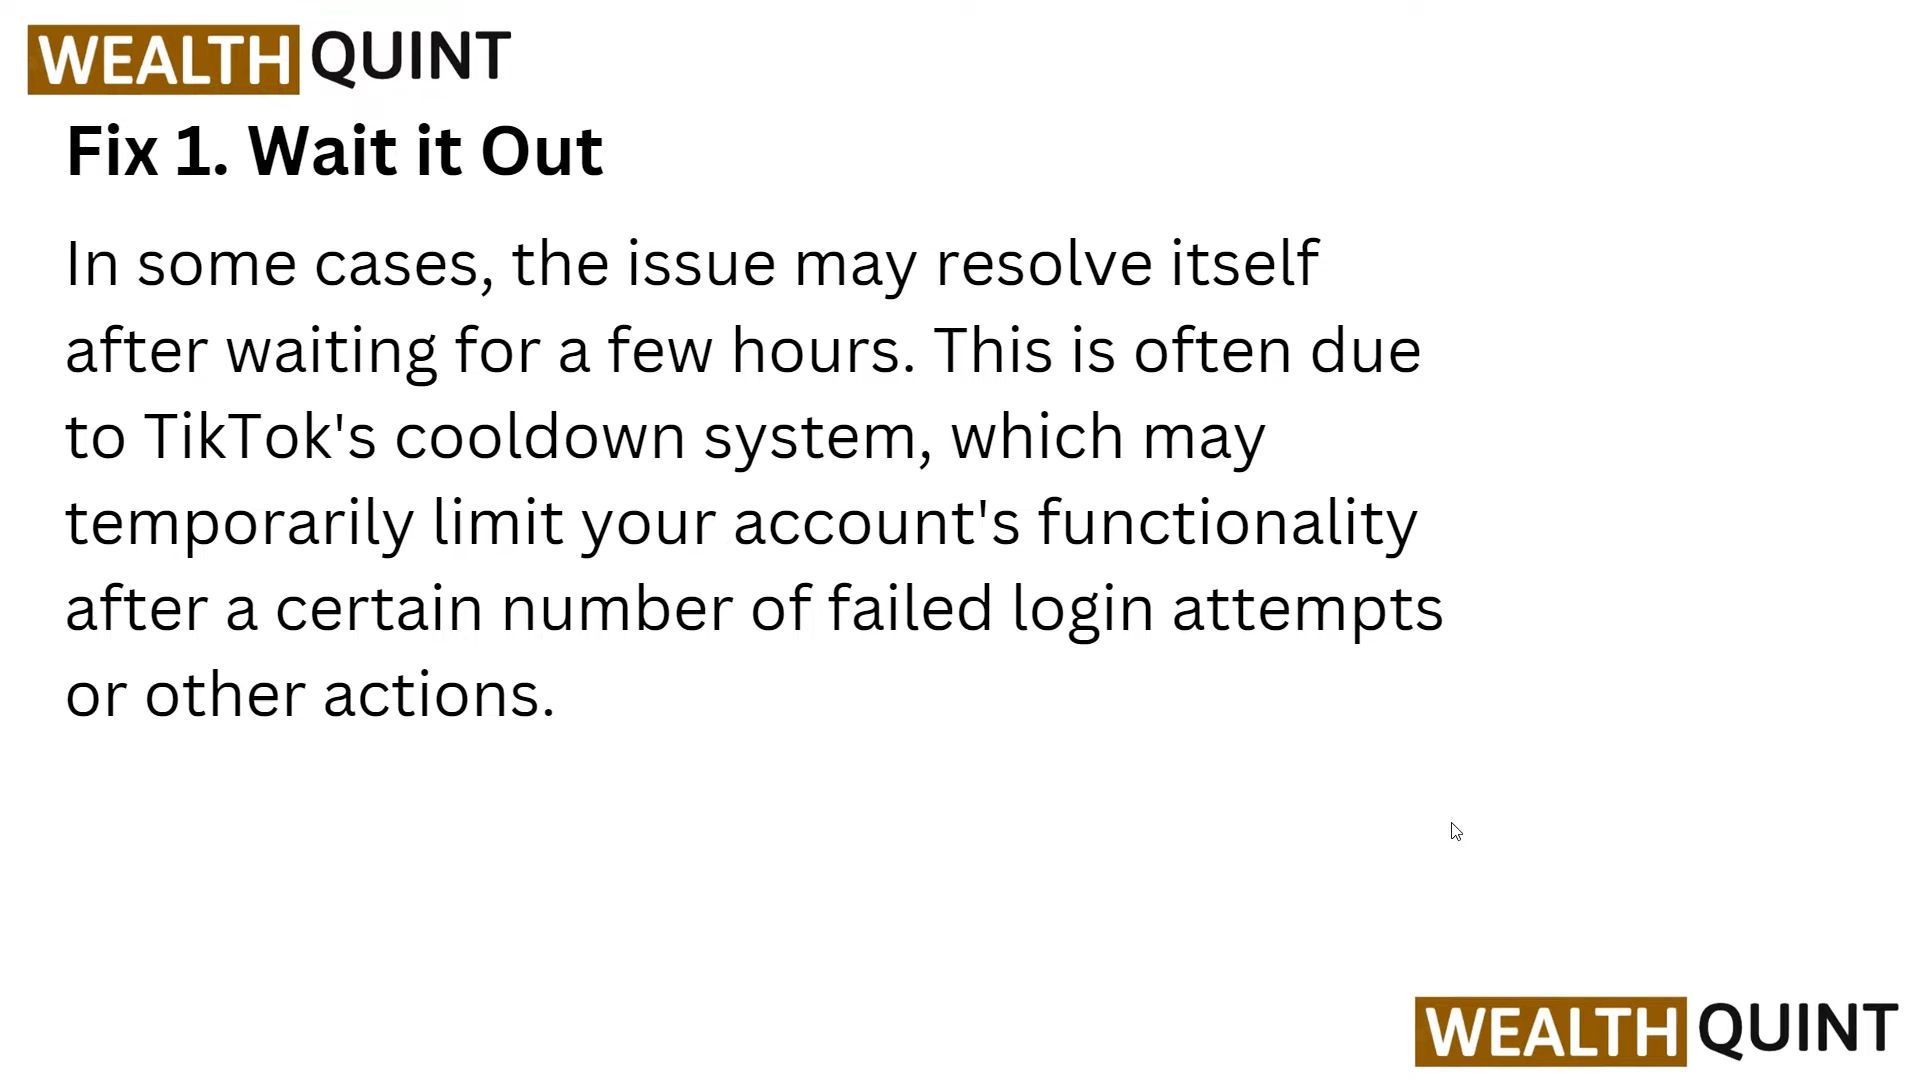 WEALTH QUINT
Fix 1. Wait it Out
In some cases, the issue may resolve itself
after waiting for a few hours. This is often due
to TikTok's cooldown system, which may
temporarily limit your account's functionality
after a certain number of failed login attempts
or other actions.
WEALTH QUINT